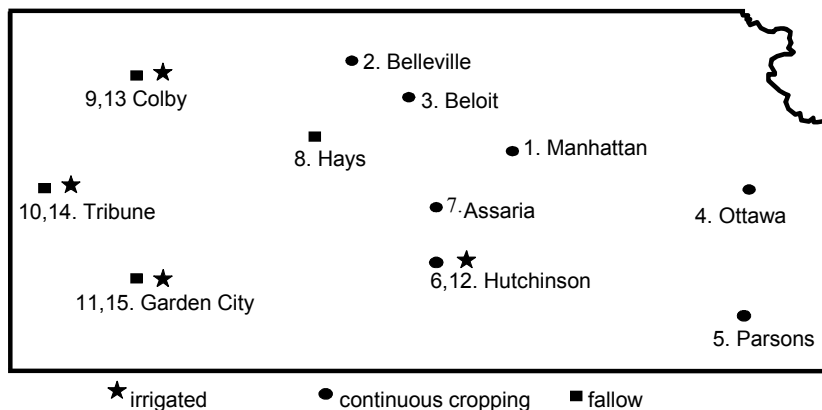 2. Belleville
9,13 Colby
3. Beloit
8. Hays
1. Manhattan
10,14. Tribune
7.Assaria
4. Ottawa
11,15. Garden City
6,12. Hutchinson
5. Parsons
irrigated
continuous cropping
fallow